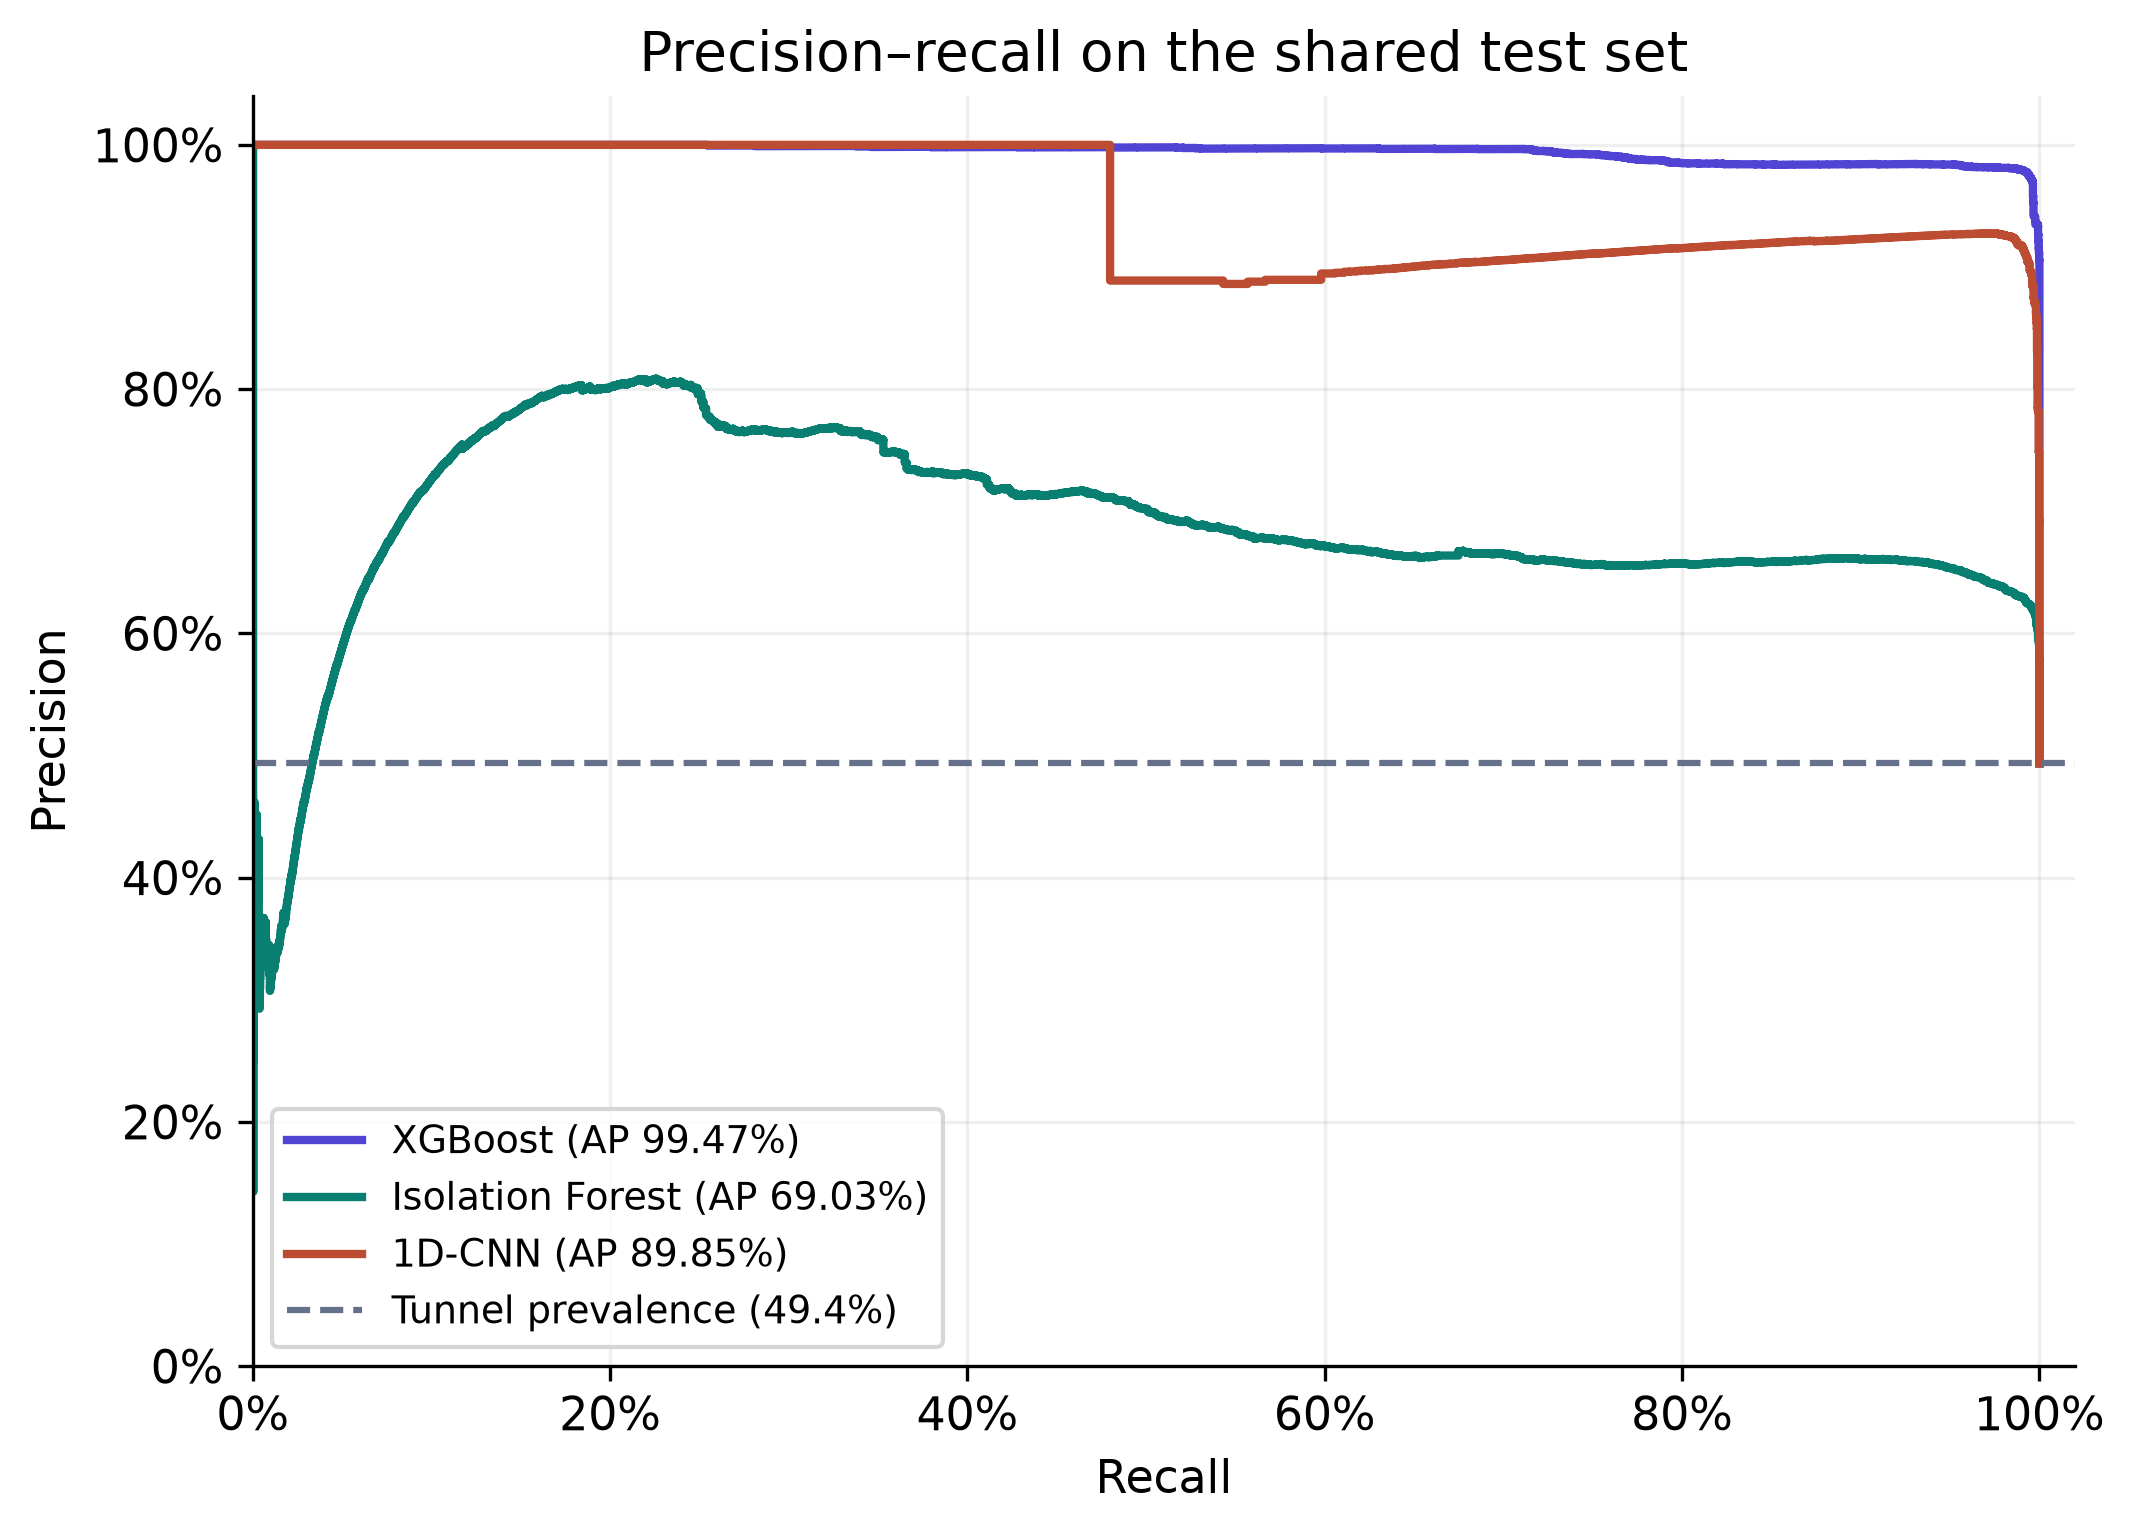 Precision–recall on the shared test set
100%
80%
60%
40%
20%
0%
Precision
XGBoost (AP 99.47%)
Isolation Forest (AP 69.03%)
1D-CNN (AP 89.85%)
Tunnel prevalence (49.4%)
0%
20%
40%
60%
80%
100%
Recall